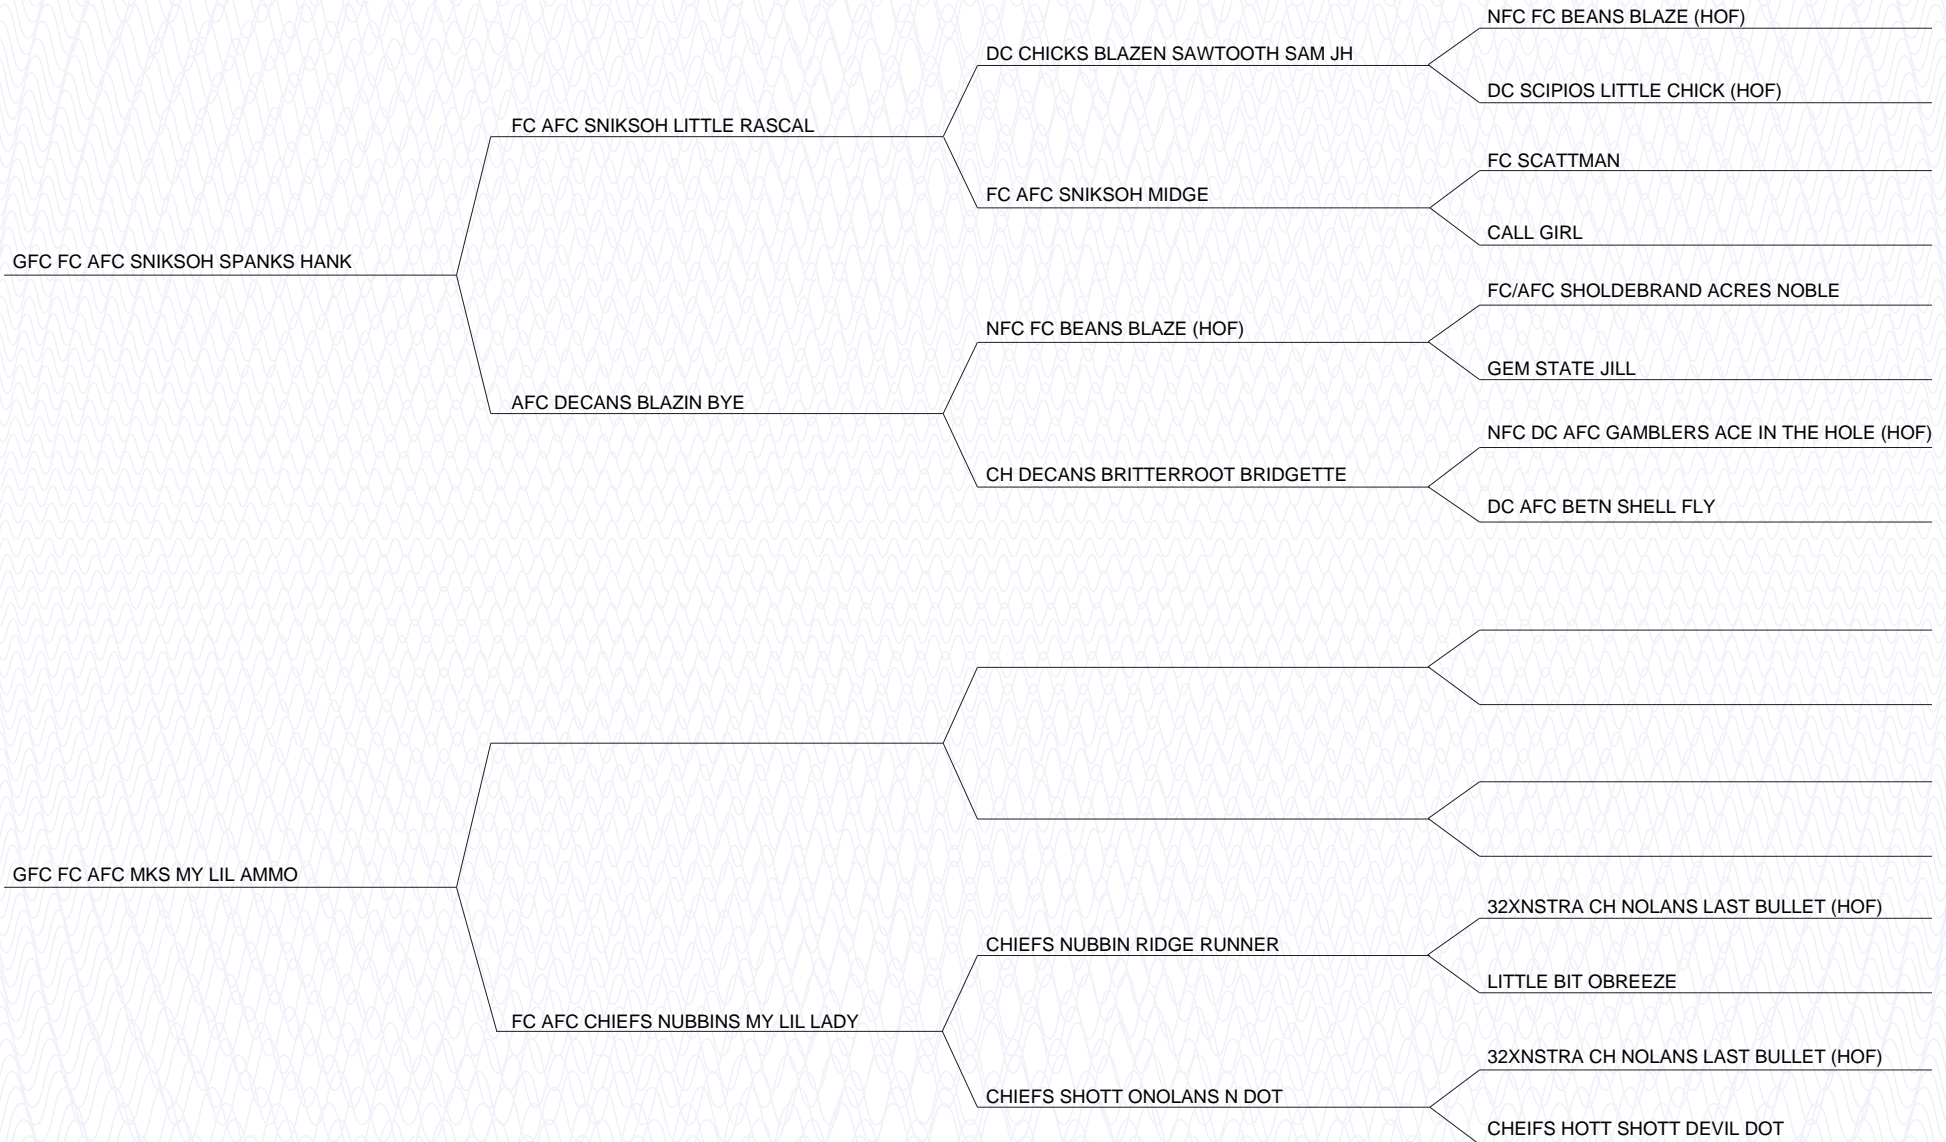 NFC FC BEANS BLAZE (HOF)
DC CHICKS BLAZEN SAWTOOTH SAM JH
DC SCIPIOS LITTLE CHICK (HOF)
FC AFC SNIKSOH LITTLE RASCAL
FC SCATTMAN
FC AFC SNIKSOH MIDGE
CALL GIRL
GFC FC AFC SNIKSOH SPANKS HANK
FC/AFC SHOLDEBRAND ACRES NOBLE
NFC FC BEANS BLAZE (HOF)
GEM STATE JILL
AFC DECANS BLAZIN BYE
NFC DC AFC GAMBLERS ACE IN THE HOLE (HOF)
CH DECANS BRITTERROOT BRIDGETTE
DC AFC BETN SHELL FLY
GFC FC AFC MKS MY LIL AMMO
32XNSTRA CH NOLANS LAST BULLET (HOF)
CHIEFS NUBBIN RIDGE RUNNER
LITTLE BIT OBREEZE
FC AFC CHIEFS NUBBINS MY LIL LADY
32XNSTRA CH NOLANS LAST BULLET (HOF)
CHIEFS SHOTT ONOLANS N DOT
CHEIFS HOTT SHOTT DEVIL DOT